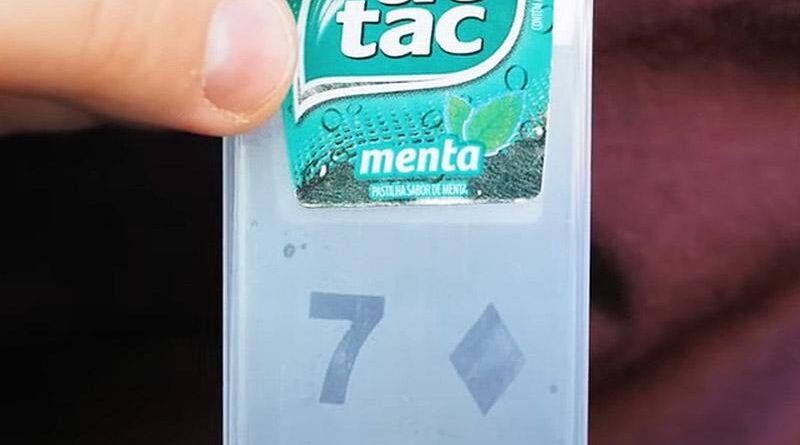 tac
menta
PASTILHA SABOR DE MENTA
7